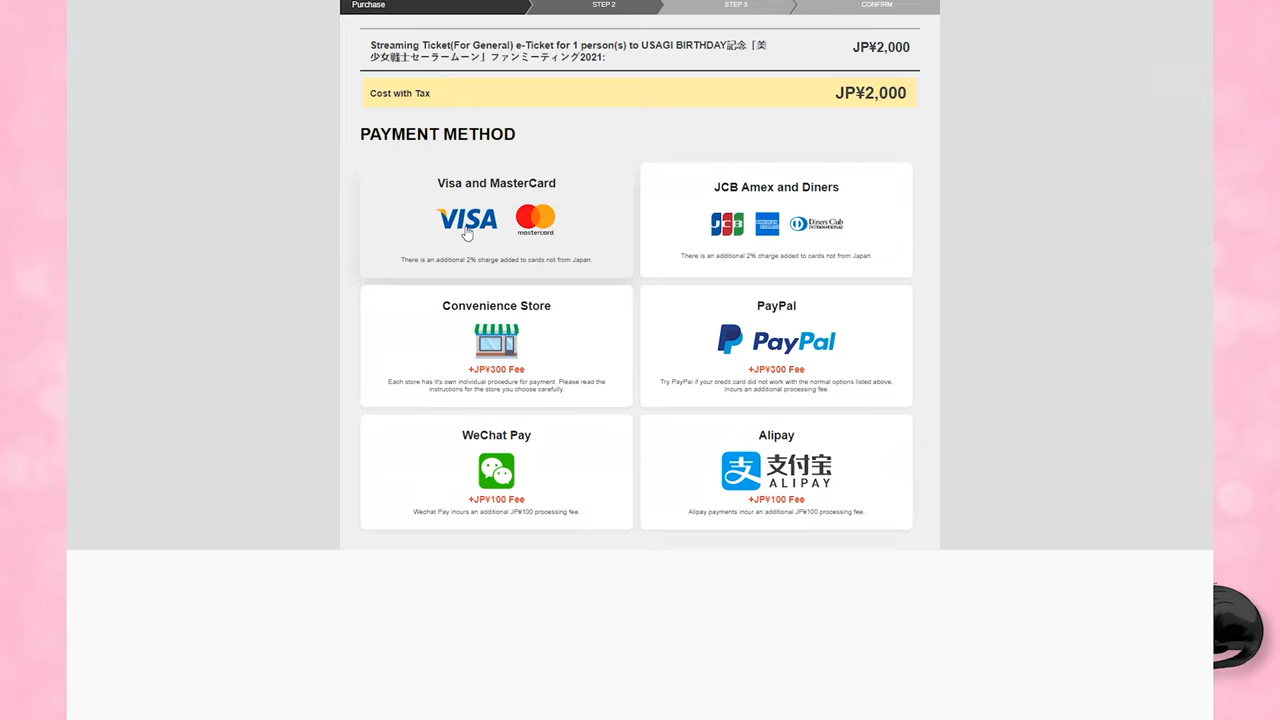 Purchase
STEP 2
STEP 3
CONFIRM
Streaming Ticket(For General) e-Ticket for 1 person(s) to USAGI BIRTHDAY記念「美
少女戦士セーラームーン」ファンミーティング2021:
JP¥2,000
Cost with Tax
JP¥2,000
PAYMENT METHOD
Visa and MasterCard
VISA
mastercard.
There is an additional 2% charge added to cards not from Japan.
JCB Amex and Diners
JCB
AMERICAN EXPRESS
Diners Club
INTERNATIONAL
There is an additional 2% charge added to cards not from Japan.
Convenience Store
+JP¥300 Fee
Each store has it's own individual procedure for payment. Please read the
instructions for the store you choose carefully.
PayPal
PayPal
+JP¥300 Fee
Try PayPal if your credit card did not work with the normal options listed above.
Incurs an additional processing fee.
WeChat Pay
+JP¥100 Fee
Wechat Pay incurs an additional JP¥100 processing fee.
Alipay
支 支付宝
ALIPAY
+JP¥100 Fee
Alipay payments incur an additional JP¥100 processing fee.